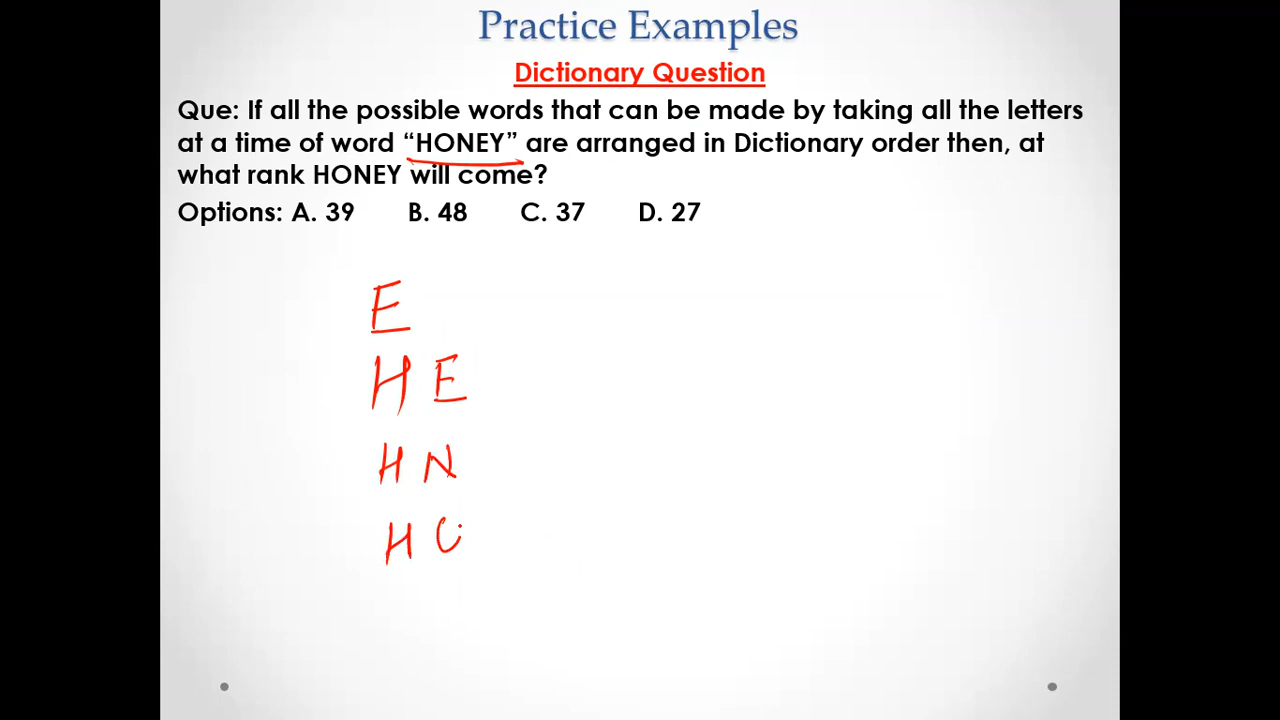 Practice Examples
Dictionary Question
Que: If all the possible words that can be made by taking all the letters
at a time of word “HONEY” are arranged in Dictionary order then, at
what rank HONEY will come?
Options: A. 39 B. 48 C. 37 D. 27
E
H E
H N
H